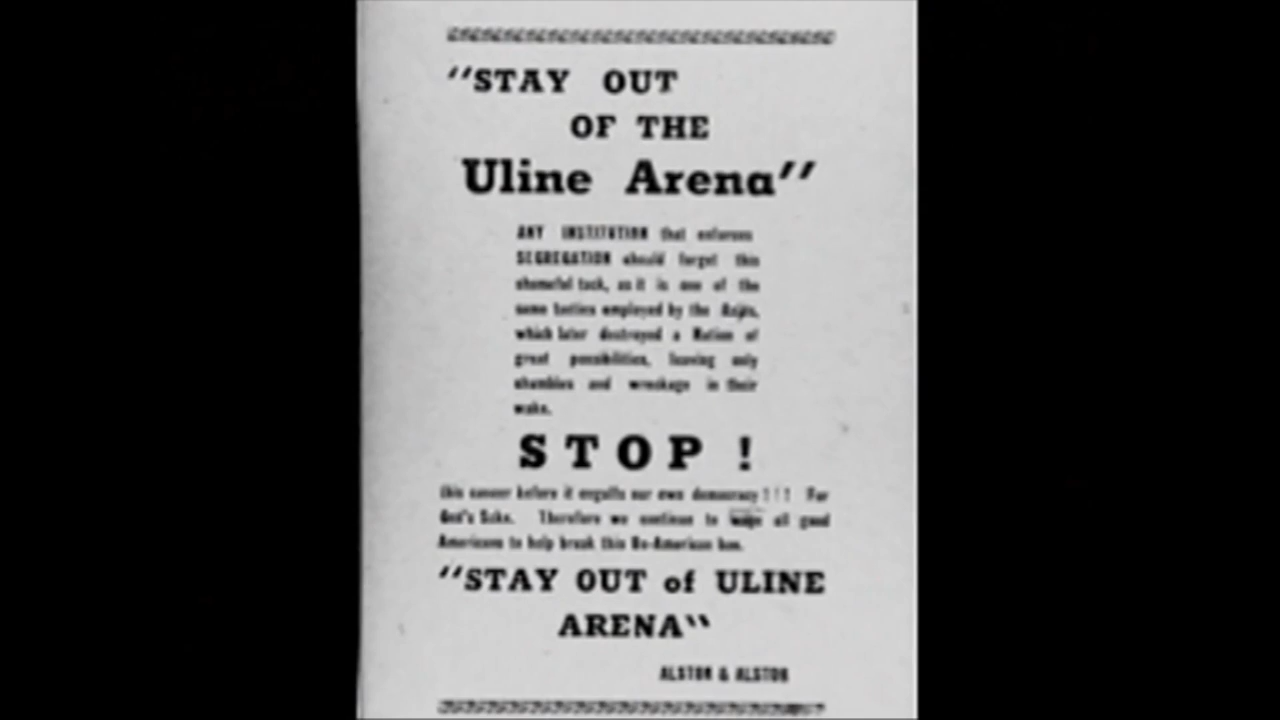 "STAY OUT
OF THE
Uline Arena"
ANY INSTITUTION that enforces
SEGREGATION should forget this
shameful task, as it is one of the
same tactics employed by the Nazis,
which later destroyed a Nation of
great possibilities, leaving only
shambles and wreckage in their
wake.
STOP !
this cancer before it engulfs our own democracy ! ! ! For
God's Sake. Therefore we continue to all good
Americans to help break this Un-American ban.
"STAY OUT of ULINE
ARENA"
ALSTON & ALSTON